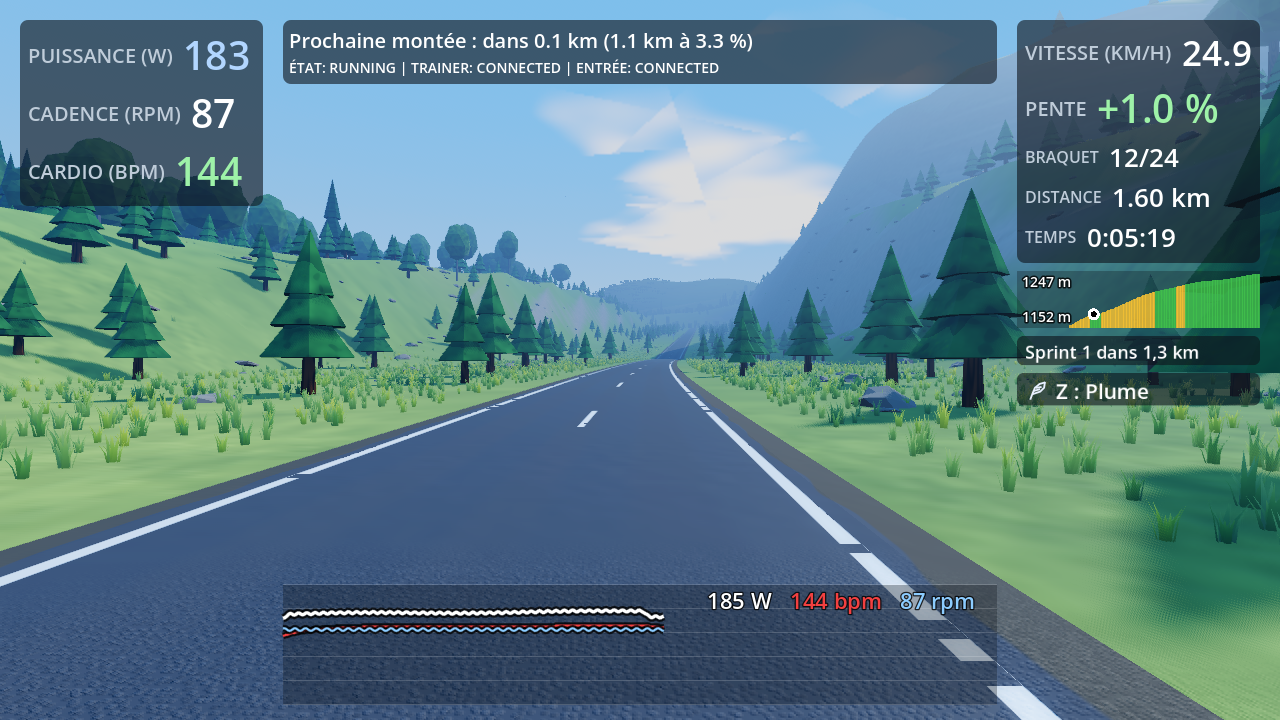 PUISSANCE (W) 183
CADENCE (RPM) 87
CARDIO (BPM) 144
Prochaine montée : dans 0.1 km (1.1 km à 3.3 %)
ÉTAT: RUNNING | TRAINER: CONNECTED | ENTRÉE: CONNECTED
VITESSE (KM/H) 24.9
PENTE +1.0 %
BRAQUET 12/24
DISTANCE 1.60 km
TEMPS 0:05:19
1247 m
1152 m
Sprint 1 dans 1,3 km
Z : Plume
185 W 144 bpm 87 rpm